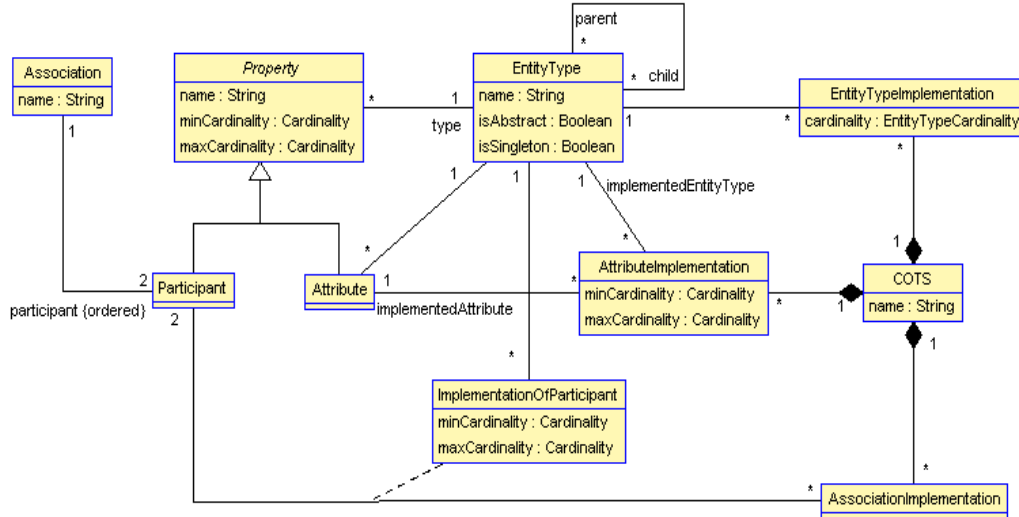 parent
*
* child
Association
name : String
1
Property
name : String
minCardinality : Cardinality
maxCardinality : Cardinality
* 1
type
EntityType
name : String
isAbstract : Boolean
isSingleton : Boolean
1 *
EntityTypeImplementation
cardinality : EntityTypeCardinality
*
1 1 1
implementedEntityType
* *
1
2
participant {ordered}
Participant
2
Attribute
1 *
implementedAttribute
AttributeImplementation
minCardinality : Cardinality
maxCardinality : Cardinality
* 1
COTS
name : String
1
*
ImplementationOfParticipant
minCardinality : Cardinality
maxCardinality : Cardinality
*
*
AssociationImplementation